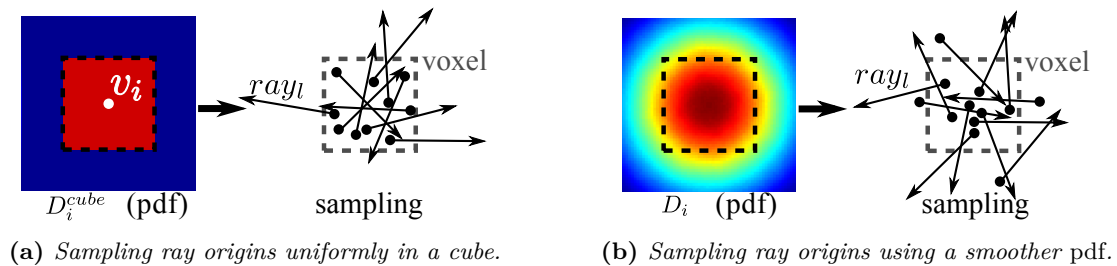 v_i
ray_l
voxel
D_i^{cube} (pdf)
sampling
(a) Sampling ray origins uniformly in a cube.
ray_l
voxel
D_i (pdf)
sampling
(b) Sampling ray origins using a smoother pdf.